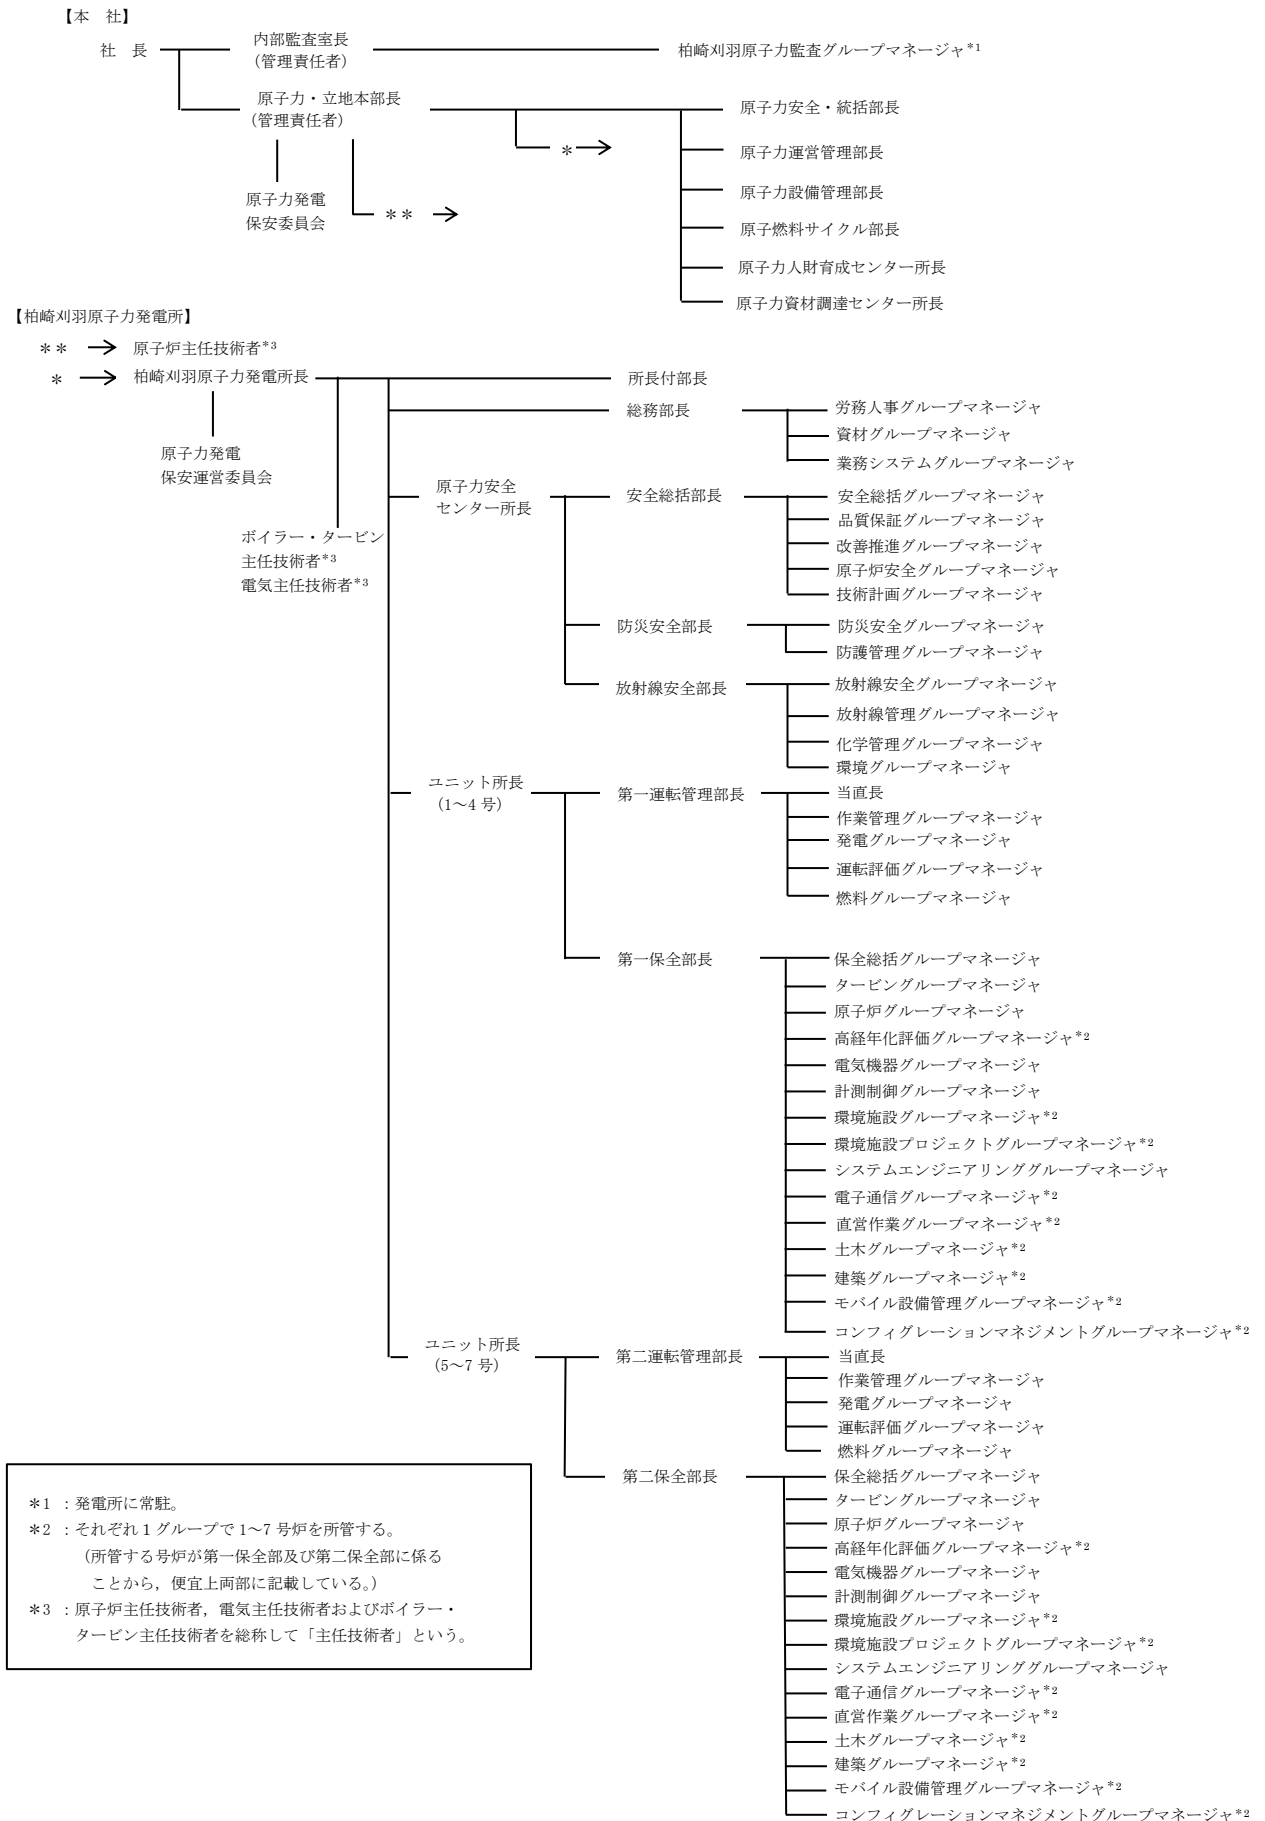 【本　社】
社　長
内部監査室長
（管理責任者）
柏崎刈羽原子力監査グループマネージャ*1
原子力・立地本部長
（管理責任者）
原子力安全・統括部長
＊
原子力運営管理部長
原子力設備管理部長
原子力発電
保安委員会
＊＊
原子燃料サイクル部長
原子力人財育成センター所長
原子力資材調達センター所長
【柏崎刈羽原子力発電所】
＊＊ 原子炉主任技術者*3
＊ 柏崎刈羽原子力発電所長
所長付部長
総務部長
労務人事グループマネージャ
資材グループマネージャ
業務システムグループマネージャ
原子力発電
保安運営委員会
ボイラー・タービン
主任技術者*3
電気主任技術者*3
原子力安全
センター所長
安全総括部長
安全総括グループマネージャ
品質保証グループマネージャ
改善推進グループマネージャ
原子炉安全グループマネージャ
技術計画グループマネージャ
防災安全部長
防災安全グループマネージャ
防護管理グループマネージャ
放射線安全部長
放射線安全グループマネージャ
放射線管理グループマネージャ
化学管理グループマネージャ
環境グループマネージャ
ユニット所長
（1～4 号）
第一運転管理部長
当直長
作業管理グループマネージャ
発電グループマネージャ
運転評価グループマネージャ
燃料グループマネージャ
第一保全部長
保全総括グループマネージャ
タービングループマネージャ
原子炉グループマネージャ
高経年化評価グループマネージャ*2
電気機器グループマネージャ
計測制御グループマネージャ
環境施設グループマネージャ*2
環境施設プロジェクトグループマネージャ*2
システムエンジニアリンググループマネージャ
電子通信グループマネージャ*2
直営作業グループマネージャ*2
土木グループマネージャ*2
建築グループマネージャ*2
モバイル設備管理グループマネージャ*2
コンフィグレーションマネジメントグループマネージャ*2
ユニット所長
（5～7 号）
第二運転管理部長
当直長
作業管理グループマネージャ
発電グループマネージャ
運転評価グループマネージャ
燃料グループマネージャ
第二保全部長
保全総括グループマネージャ
タービングループマネージャ
原子炉グループマネージャ
高経年化評価グループマネージャ*2
電気機器グループマネージャ
計測制御グループマネージャ
環境施設グループマネージャ*2
環境施設プロジェクトグループマネージャ*2
システムエンジニアリンググループマネージャ
電子通信グループマネージャ*2
直営作業グループマネージャ*2
土木グループマネージャ*2
建築グループマネージャ*2
モバイル設備管理グループマネージャ*2
コンフィグレーションマネジメントグループマネージャ*2
＊1 ：発電所に常駐。
＊2 ：それぞれ１グループで 1～7 号炉を所管する。
（所管する号炉が第一保全部及び第二保全部に係る
ことから，便宜上両部に記載している。）
＊3 ：原子炉主任技術者，電気主任技術者およびボイラー・
タービン主任技術者を総称して「主任技術者」という。